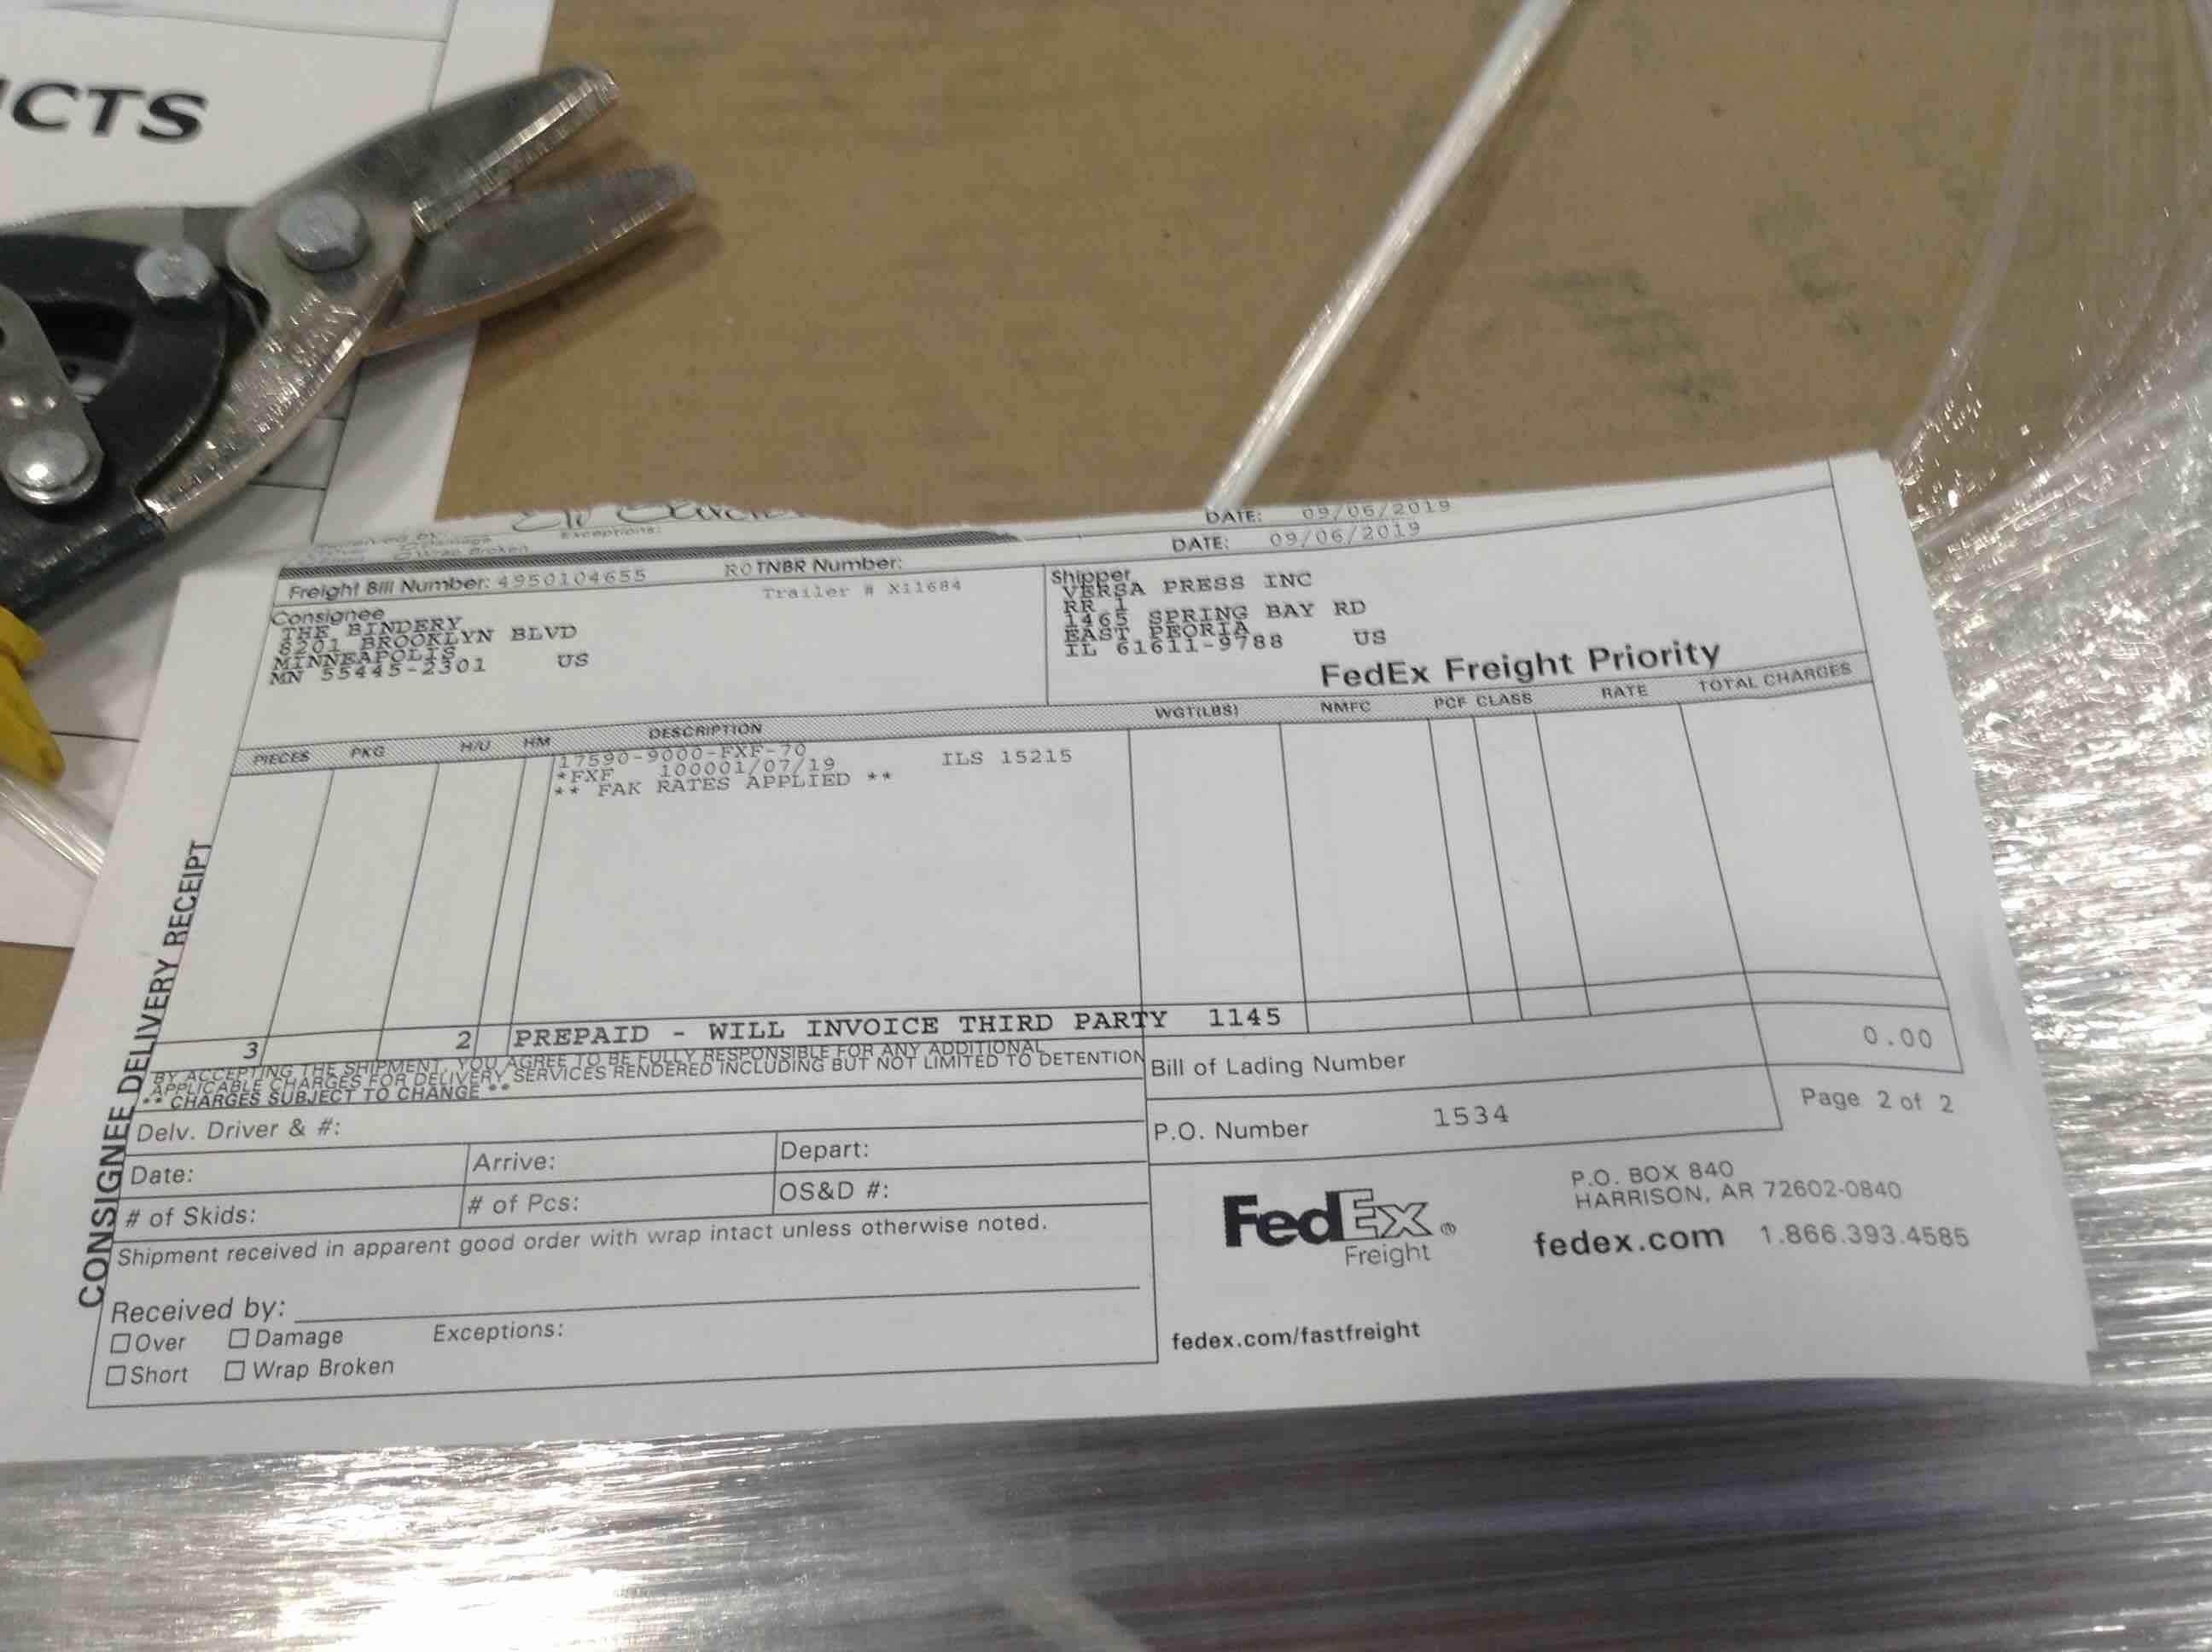 CTS
DATE: 09/06/2019
Exceptions:
Wrap Broken
DATE: 09/06/2019
Freight Bill Number: 4950104655 ROTNBR Number:
Trailer # Xi1684
Consignee
THE BINDERY
8201 BROOKLYN BLVD
MINNEAPOLIS
MN 55445-2301 US
Shipper
VERSA PRESS INC
RR 1
1465 SPRING BAY RD
EAST PEORIA
IL 61611-9788 US
FedEx Freight Priority
PIECES PKG H/U HM DESCRIPTION WGT(LBS) NMFC PCF CLASS RATE TOTAL CHARGES
17590-9000-FXF-70 ILS 15215
*FXF 100001/07/19
** FAK RATES APPLIED **
3 2 PREPAID - WILL INVOICE THIRD PARTY 1145
0.00
BY ACCEPTING THE SHIPMENT, YOU AGREE TO BE FULLY RESPONSIBLE FOR ANY ADDITIONAL
APPLICABLE CHARGES FOR DELIVERY SERVICES RENDERED INCLUDING BUT NOT LIMITED TO DETENTION
** CHARGES SUBJECT TO CHANGE **
Bill of Lading Number
P.O. Number 1534
Page 2 of 2
Delv. Driver & #:
Date: Arrive: Depart:
# of Skids: # of Pcs: OS&D #:
Shipment received in apparent good order with wrap intact unless otherwise noted.
Received by:
Over Damage Exceptions:
Short Wrap Broken
CONSIGNEE DELIVERY RECEIPT
FedEx®
Freight
P.O. BOX 840
HARRISON, AR 72602-0840
fedex.com 1.866.393.4585
fedex.com/fastfreight